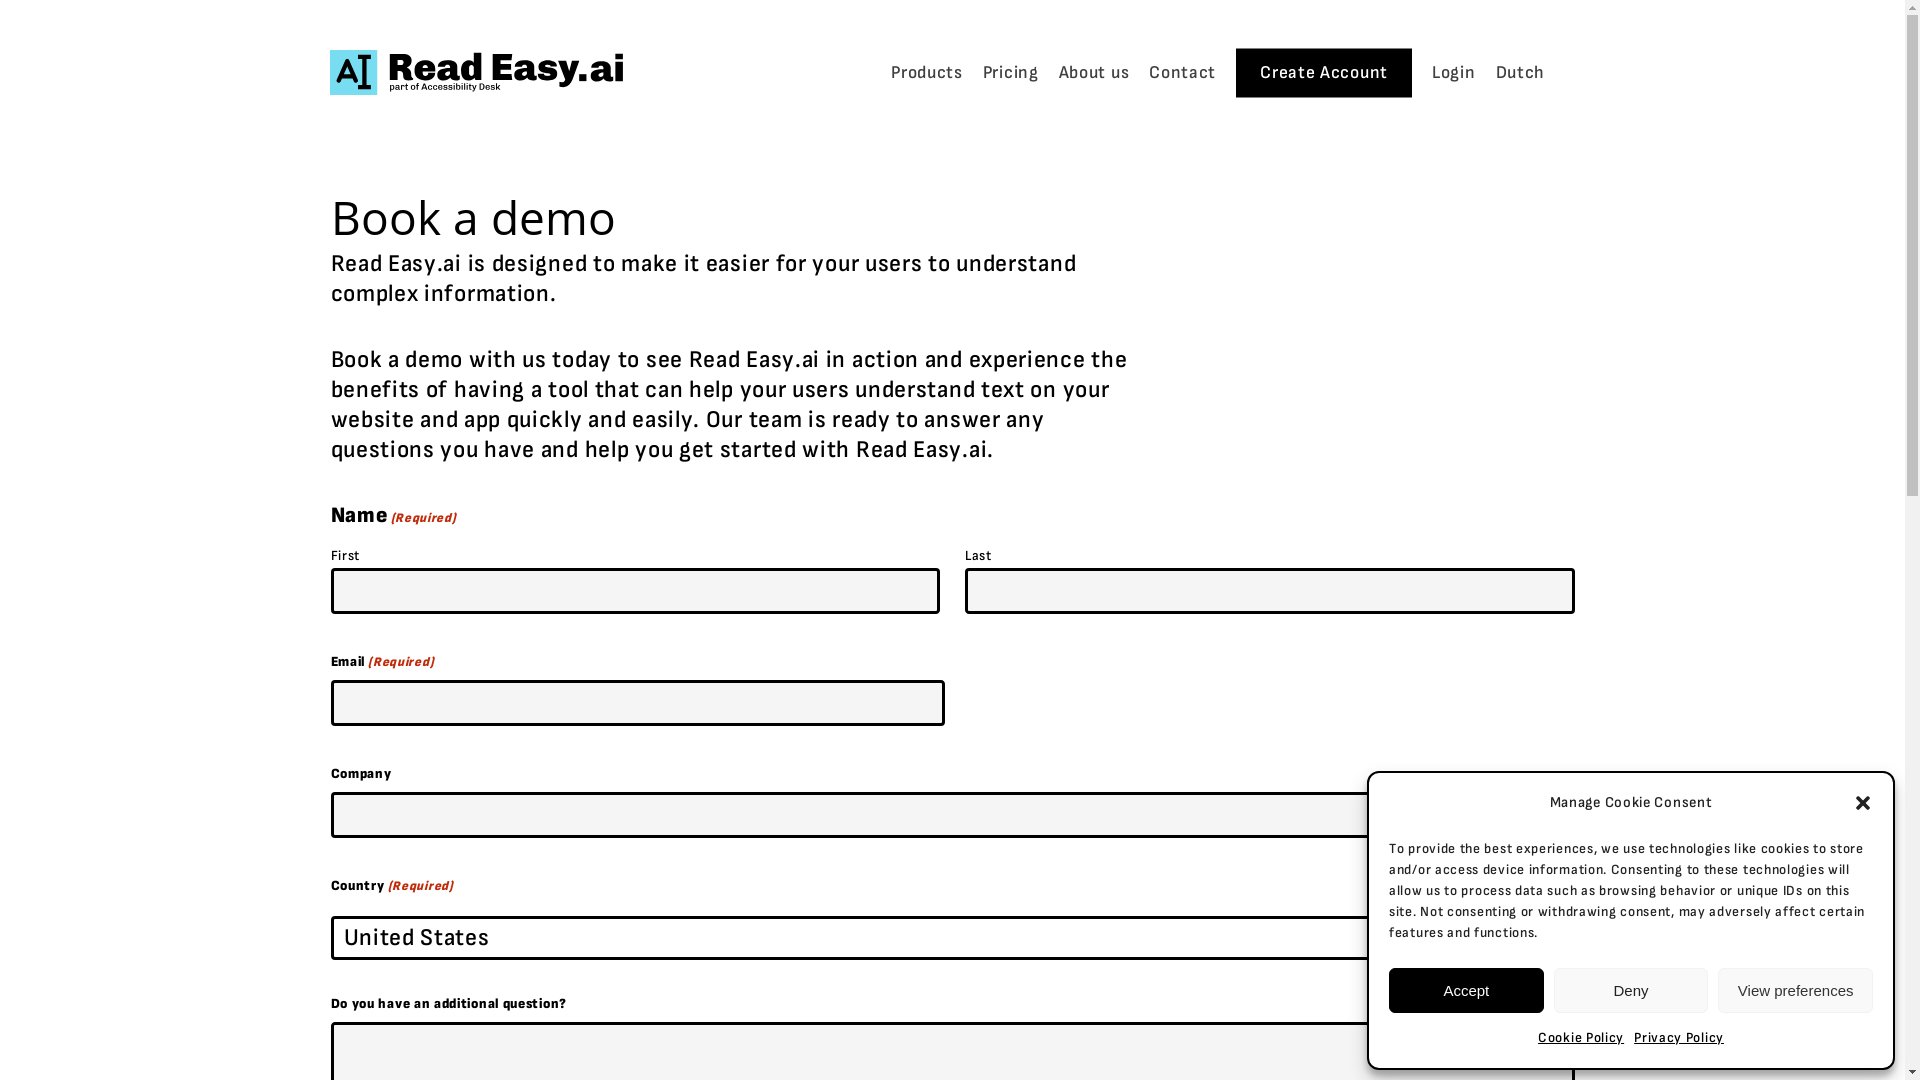 AI Read Easy.ai
part of Accessibility Desk
Products Pricing About us Contact Create Account Login Dutch
Book a demo
Read Easy.ai is designed to make it easier for your users to understand
complex information.
Book a demo with us today to see Read Easy.ai in action and experience the
benefits of having a tool that can help your users understand text on your
website and app quickly and easily. Our team is ready to answer any
questions you have and help you get started with Read Easy.ai.
Name (Required)
First Last
Email (Required)
Company
Country (Required)
United States
Do you have an additional question?
Manage Cookie Consent
To provide the best experiences, we use technologies like cookies to store
and/or access device information. Consenting to these technologies will
allow us to process data such as browsing behavior or unique IDs on this
site. Not consenting or withdrawing consent, may adversely affect certain
features and functions.
Accept Deny View preferences
Cookie Policy Privacy Policy